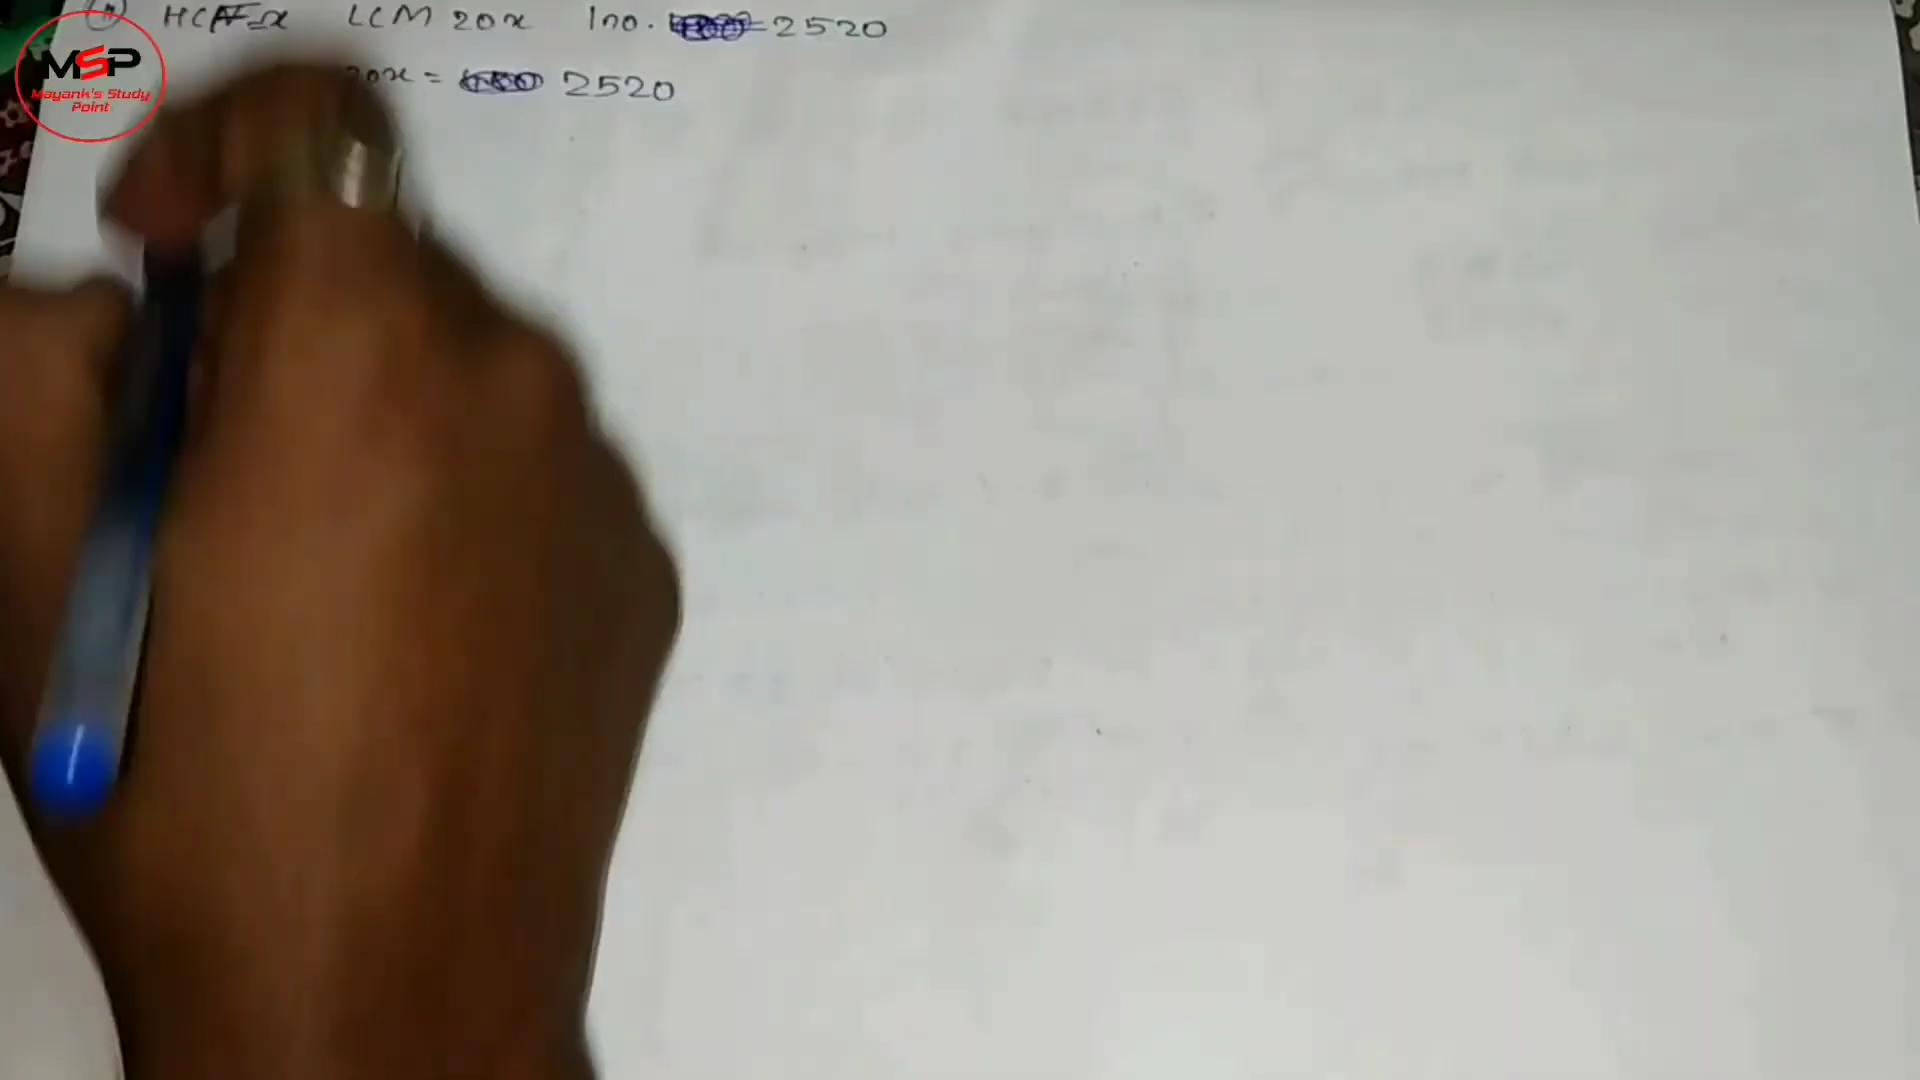 HCF=x LCM 20x 1no. =2520
MSP
Mayank's Study
Point
20x = 2520